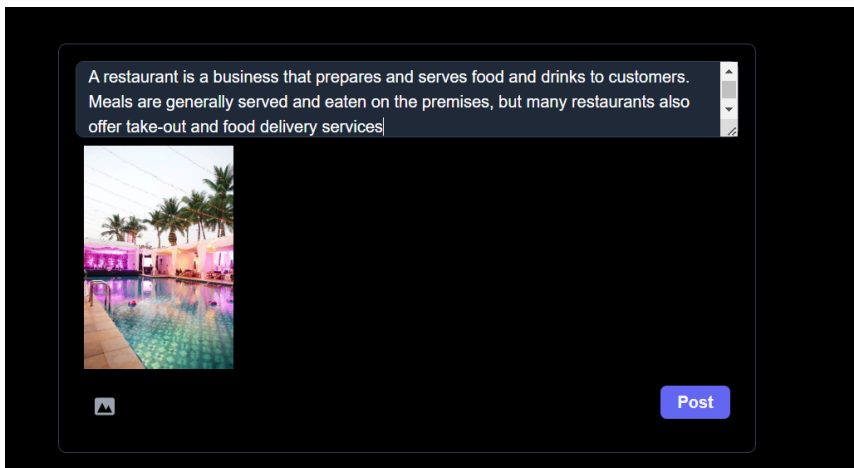 A restaurant is a business that prepares and serves food and drinks to customers.
Meals are generally served and eaten on the premises, but many restaurants also
offer take-out and food delivery services
Post